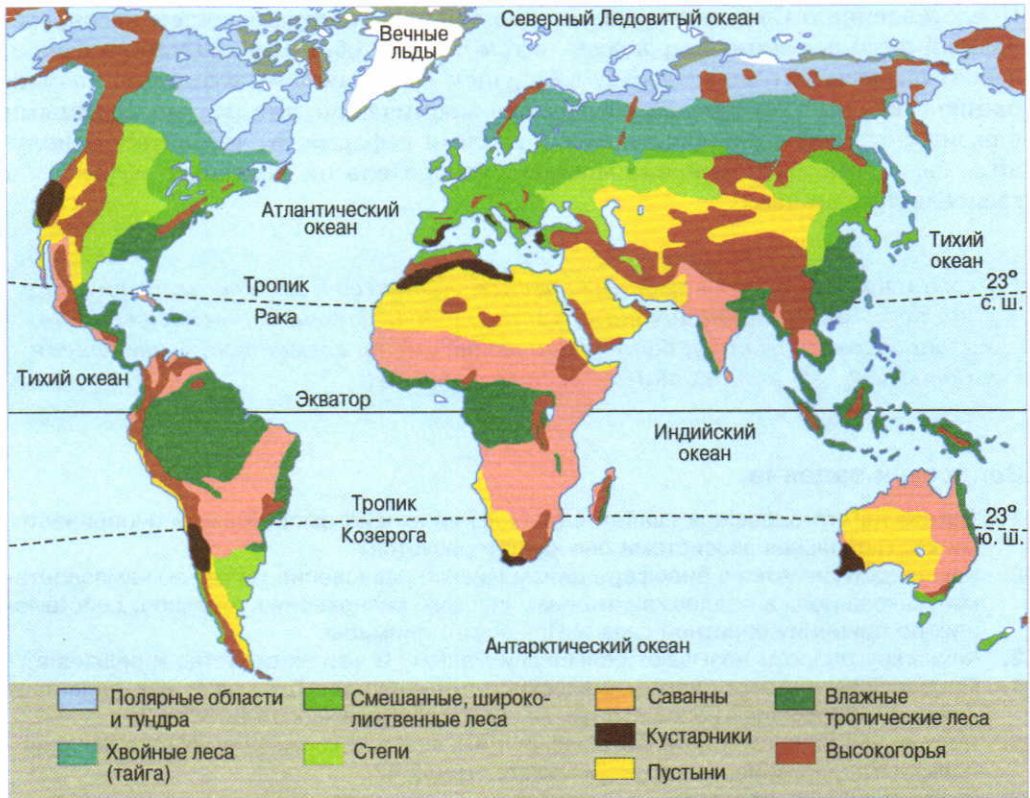 Северный Ледовитый океан
Вечные
льды
Атлантический
океан
Тихий
океан
Тропик
Рака
23°
с. ш.
Тихий океан
Экватор
Индийский
океан
Тропик
Козерога
23°
ю. ш.
Антарктический океан
Полярные области
и тундра
Хвойные леса
(тайга)
Смешанные, широко-
лиственные леса
Степи
Саванны
Кустарники
Пустыни
Влажные
тропические леса
Высокогорья